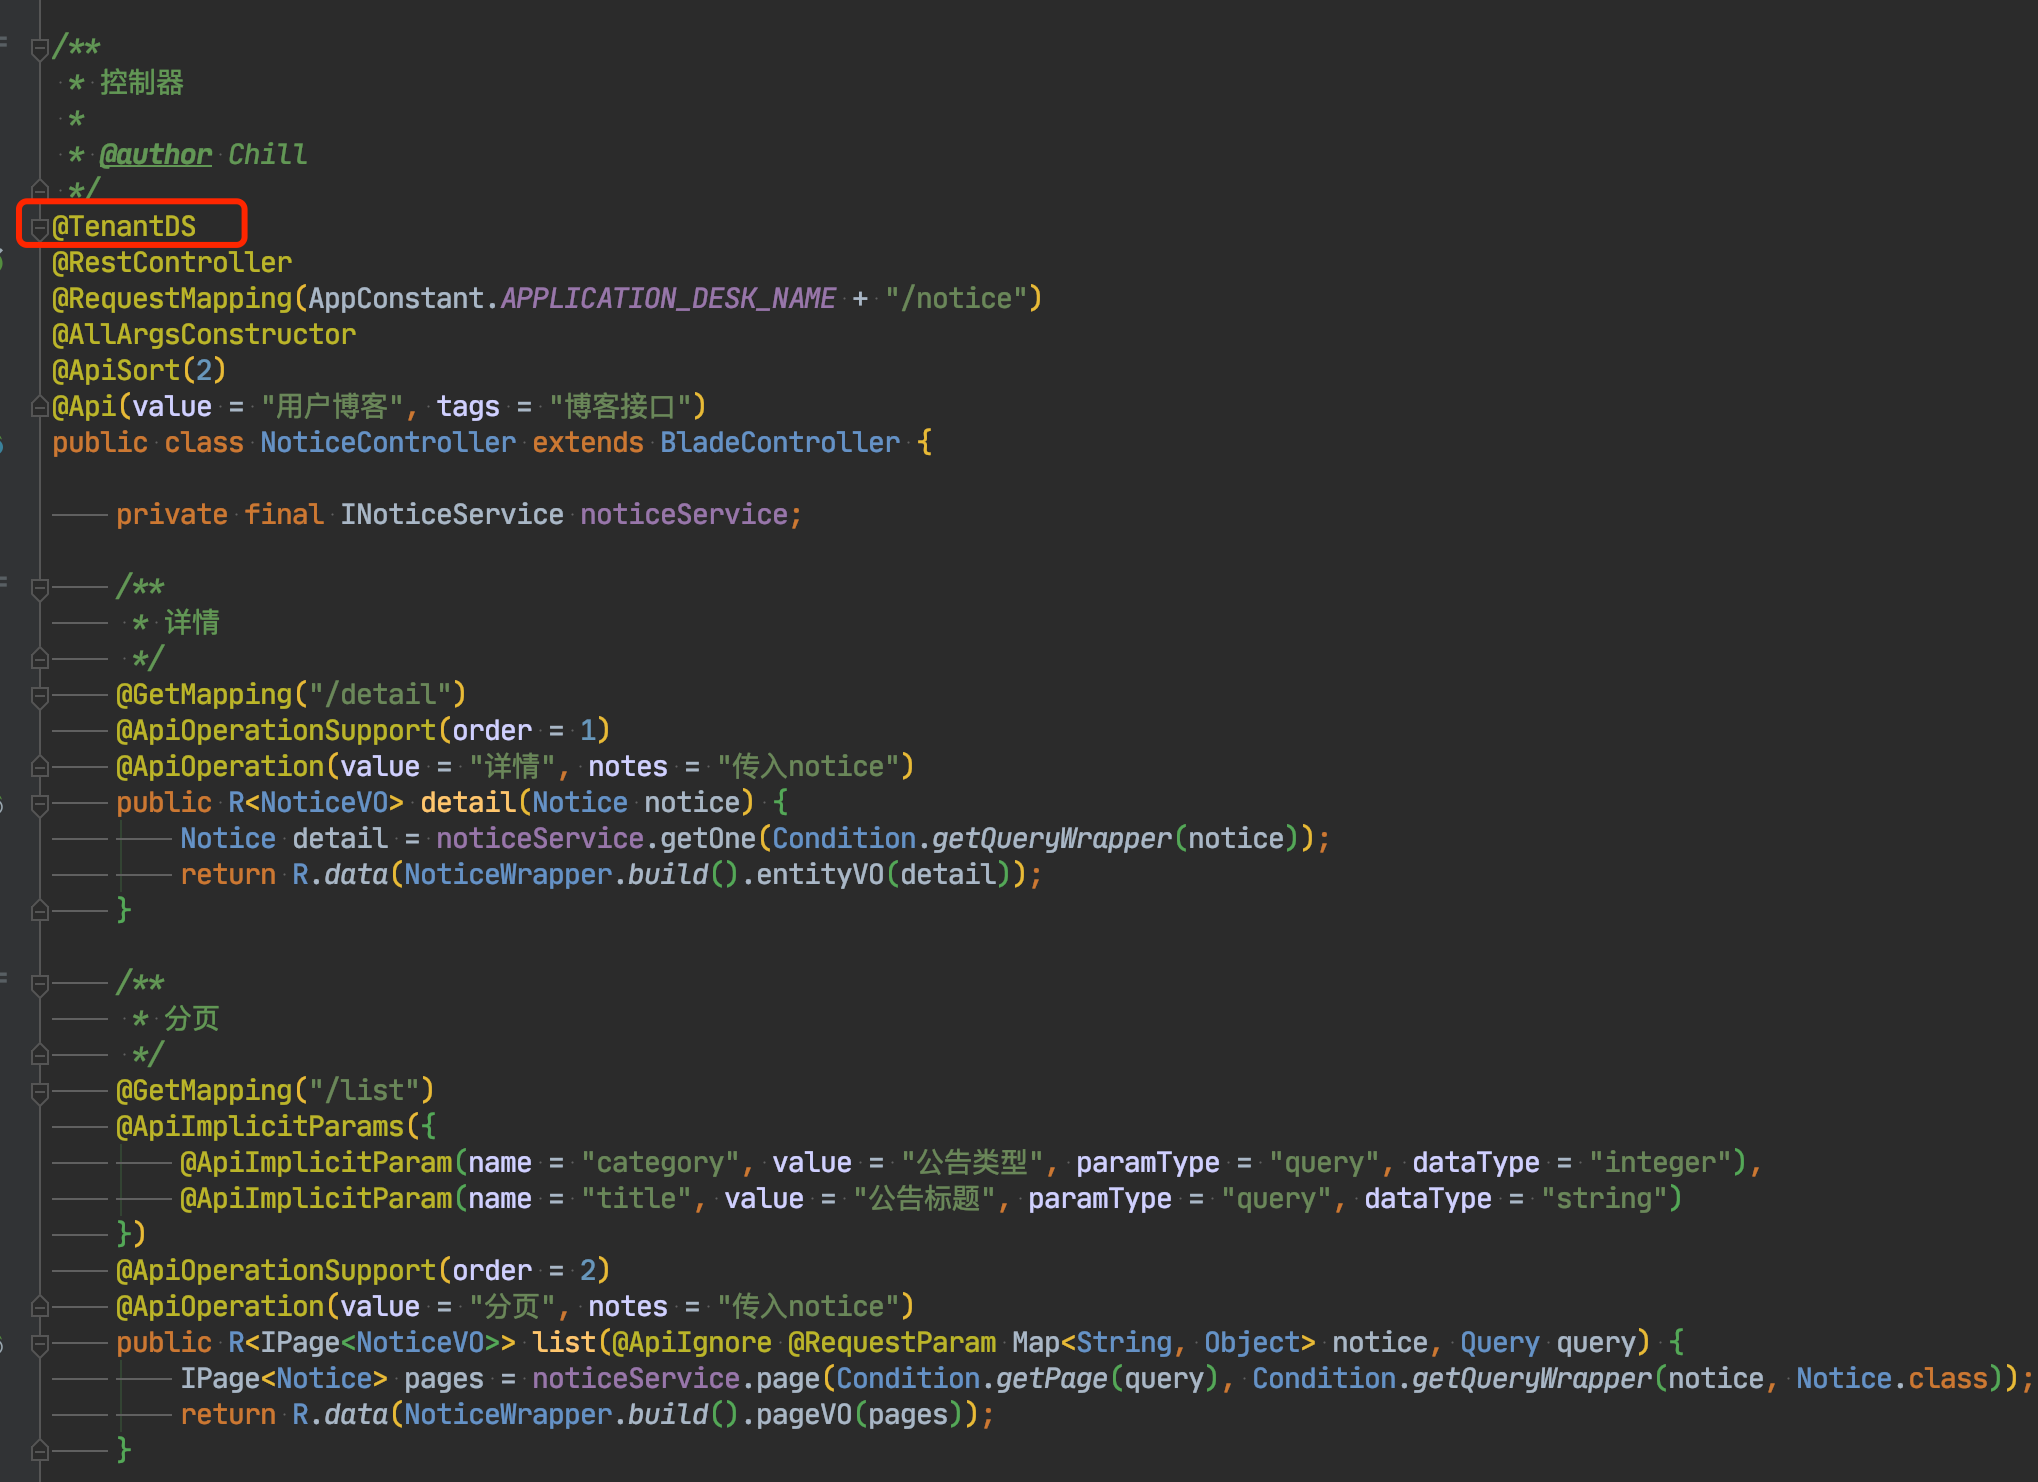 /**
 * 控制器
 *
 * @author Chill
 */
@TenantDS
@RestController
@RequestMapping(AppConstant.APPLICATION_DESK_NAME + "/notice")
@AllArgsConstructor
@ApiSort(2)
@Api(value = "用户博客", tags = "博客接口")
public class NoticeController extends BladeController {
private final INoticeService noticeService;
/**
 * 详情
 */
@GetMapping("/detail")
@ApiOperationSupport(order = 1)
@ApiOperation(value = "详情", notes = "传入notice")
public R<NoticeVO> detail(Notice notice) {
Notice detail = noticeService.getOne(Condition.getQueryWrapper(notice));
return R.data(NoticeWrapper.build().entityVO(detail));
}
/**
 * 分页
 */
@GetMapping("/list")
@ApiImplicitParams({
@ApiImplicitParam(name = "category", value = "公告类型", paramType = "query", dataType = "integer"),
@ApiImplicitParam(name = "title", value = "公告标题", paramType = "query", dataType = "string")
})
@ApiOperationSupport(order = 2)
@ApiOperation(value = "分页", notes = "传入notice")
public R<IPage<NoticeVO>> list(@ApiIgnore @RequestParam Map<String, Object> notice, Query query) {
IPage<Notice> pages = noticeService.page(Condition.getPage(query), Condition.getQueryWrapper(notice, Notice.class));
return R.data(NoticeWrapper.build().pageVO(pages));
}